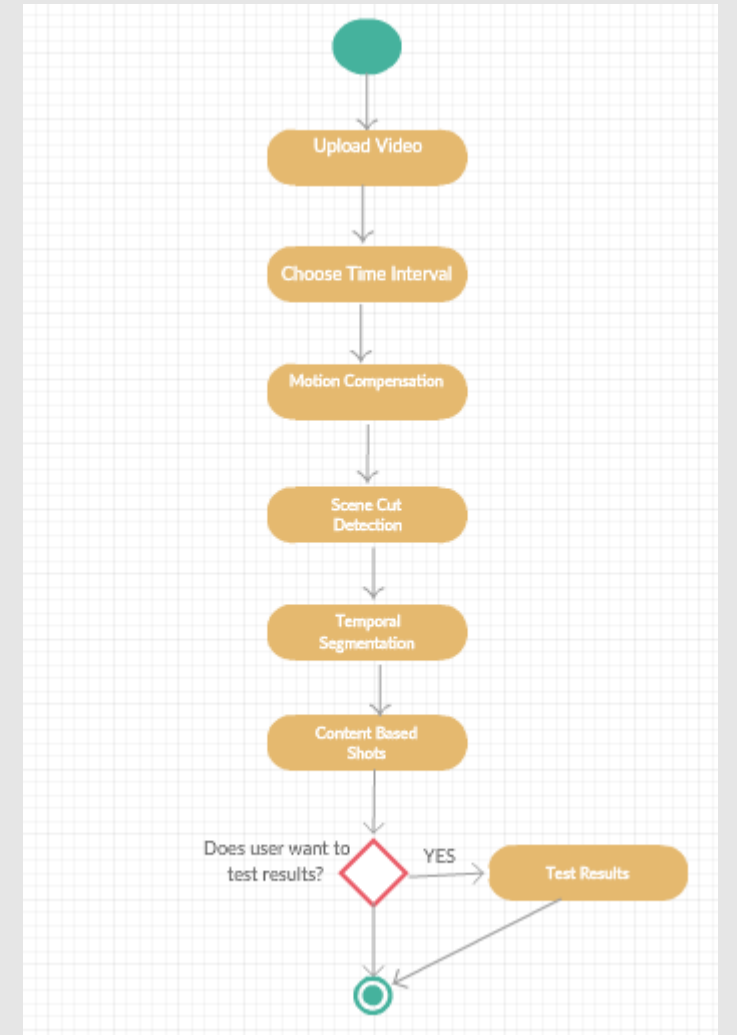 Upload Video
Choose Time Interval
Motion Compensation
Scene Cut
Detection
Temporal
Segmentation
Content Based
Shots
Does user want to
test results?
YES
Test Results